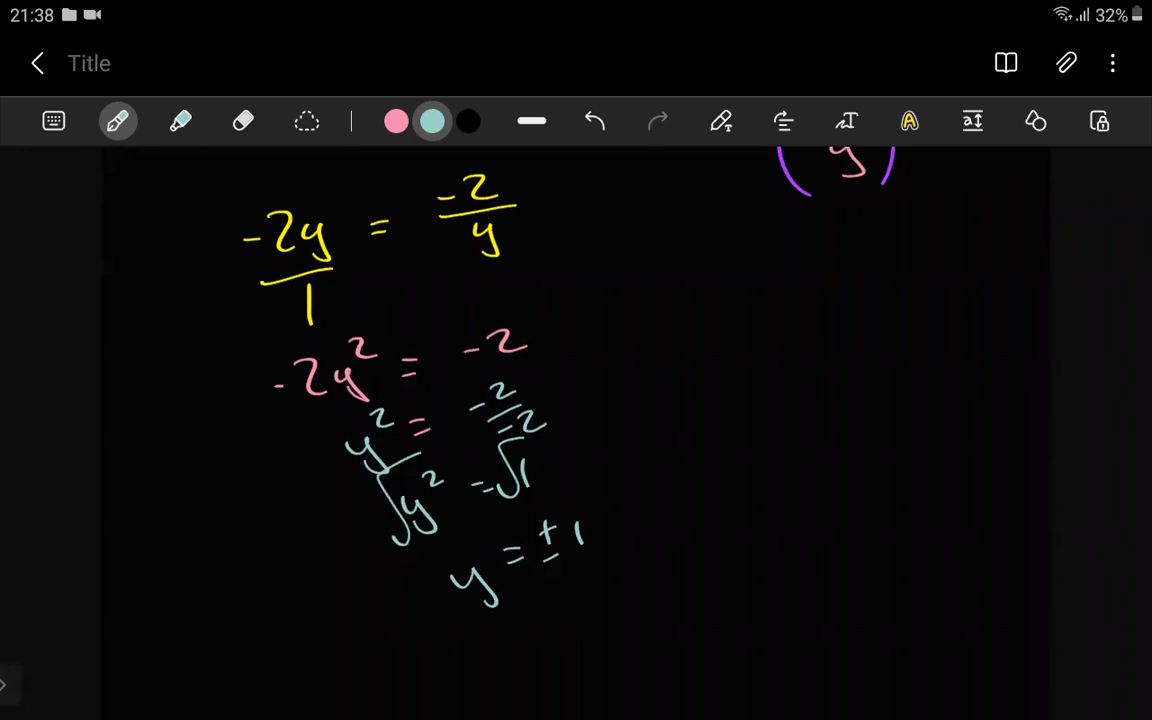 21:38 32%
Title
y
-2y/1 = -2/y
-2y² = -2
y² = -2/-2
√y² = √1
y = ±1